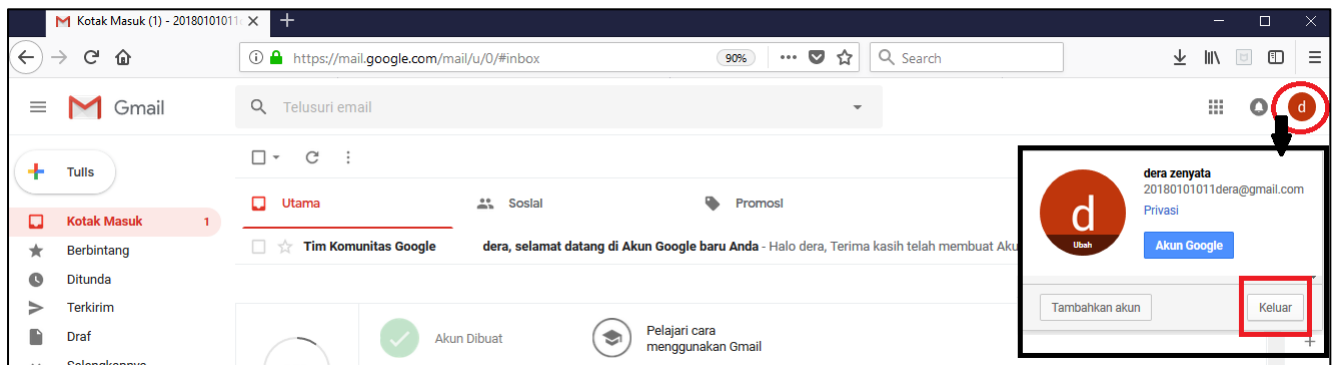 Kotak Masuk (1) - 20180101011
https://mail.google.com/mail/u/0/#inbox
90%
Search
Gmail
Telusuri email
d
Tulls
Utama
Soslal
Promosl
Kotak Masuk 1
Tim Komunitas Google dera, selamat datang di Akun Google baru Anda - Halo dera, Terima kasih telah membuat Aku
Berbintang
Ditunda
Terkirim
Draf
Akun Dibuat
Pelajari cara
menggunakan Gmail
dera zenyata
20180101011dera@gmail.com
Privasi
d
Ubah
Akun Google
Tambahkan akun
Keluar